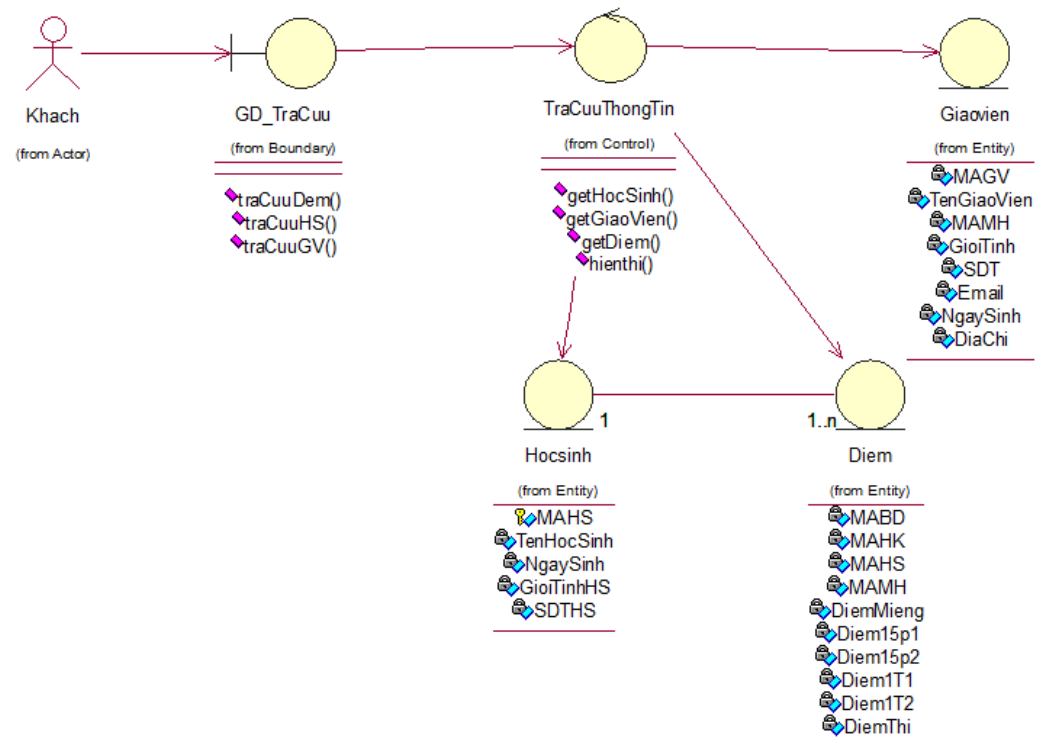 Khach
(from Actor)
GD_TraCuu
(from Boundary)
traCuuDem()
traCuuHS()
traCuuGV()
TraCuuThongTin
(from Control)
getHocSinh()
getGiaoVien()
getDiem()
hienthi()
Giaovien
(from Entity)
MAGV
TenGiaoVien
MAMH
GioiTinh
SDT
Email
NgaySinh
DiaChi
1
1..n
Hocsinh
(from Entity)
MAHS
TenHocSinh
NgaySinh
GioiTinhHS
SDTHS
Diem
(from Entity)
MABD
MAHK
MAHS
MAMH
DiemMieng
Diem15p1
Diem15p2
Diem1T1
Diem1T2
DiemThi